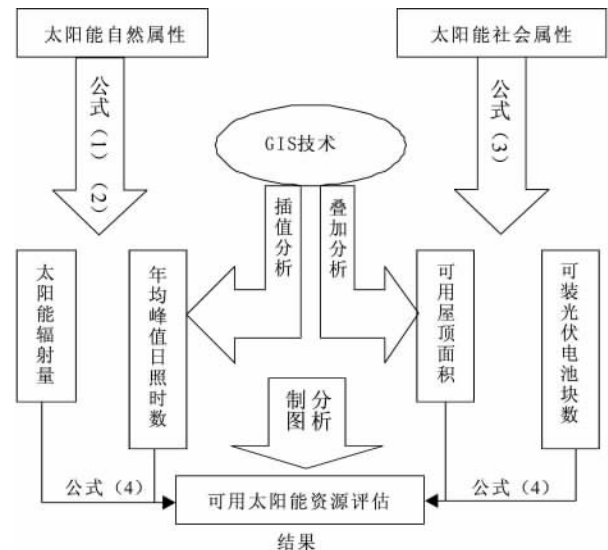 太阳能自然属性
太阳能社会属性
公式（1）（2）
公式（3）
GIS技术
插值分析
叠加分析
太阳能辐射量
年均峰值日照时数
可用屋顶面积
可装光伏电池块数
分析
制图
公式（4）
公式（4）
可用太阳能资源评估
结果